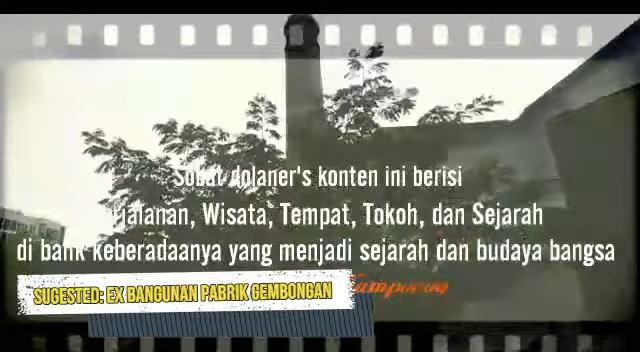 Sobat dolaner's konten ini berisi
jalanan, Wisata, Tempat, Tokoh, dan Sejarah
di balik keberadaanya yang menjadi sejarah dan budaya bangsa
SUGESTED: EX BANGUNAN PABRIK GEMBONGAN